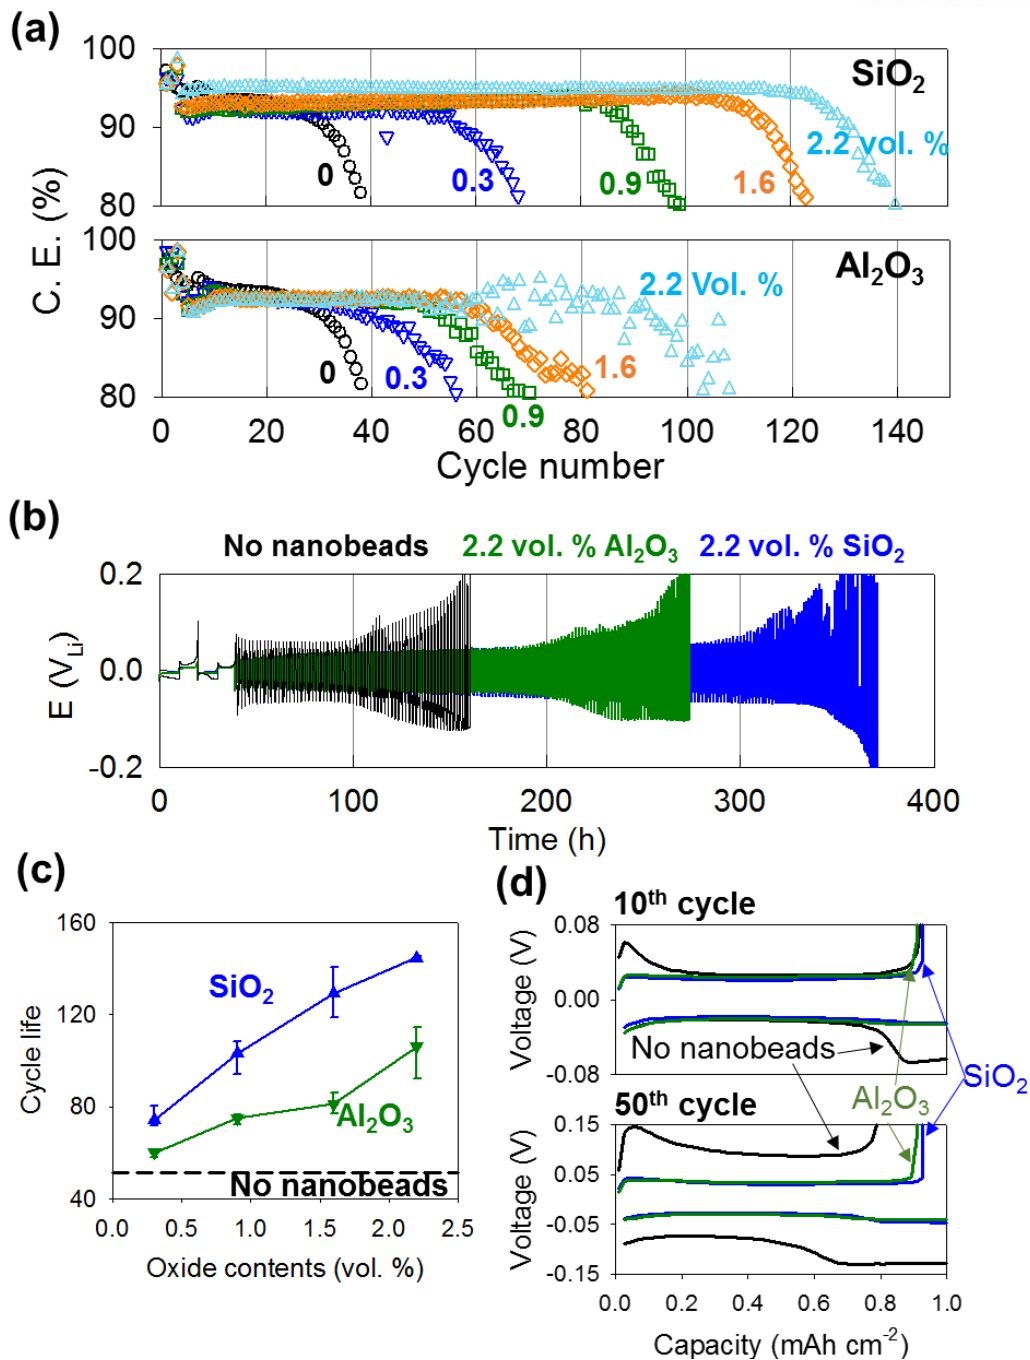 (a)
100
90
80
C. E. (%)
SiO2
0
0.3
0.9
1.6
2.2 vol. %
100
90
80
Al2O3
0
0.3
0.9
1.6
2.2 Vol. %
0 20 40 60 80 100 120 140
Cycle number
(b)
No nanobeads 2.2 vol. % Al2O3 2.2 vol. % SiO2
0.2
0.0
-0.2
E (VLi)
0 100 200 300 400
Time (h)
(c)
160
120
80
40
Cycle life
SiO2
Al2O3
No nanobeads
0.0 0.5 1.0 1.5 2.0 2.5
Oxide contents (vol. %)
(d)
10th cycle
0.08
0.00
-0.08
Voltage (V)
No nanobeads
Al2O3
SiO2
50th cycle
0.15
0.05
-0.05
-0.15
Voltage (V)
0.0 0.2 0.4 0.6 0.8 1.0
Capacity (mAh cm-2)